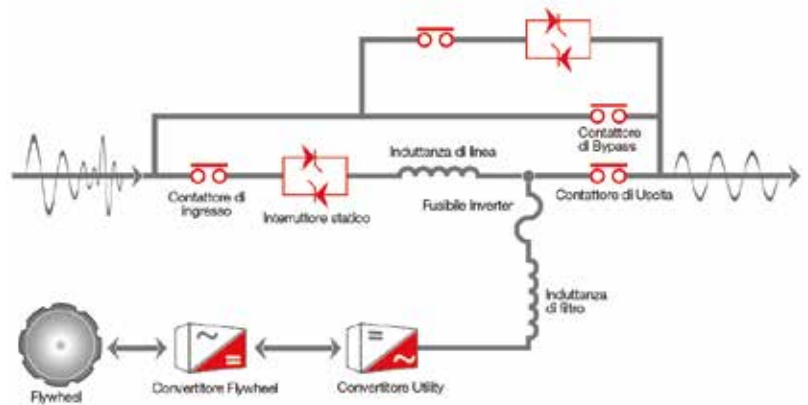 Contattore
di Bypass
Induttanza di linea
Contattore di
ingresso
Interruttore statico
Fusibile Inverter
Contattore di Uscita
Induttanza
di filtro
Flywheel
Convertitore Flywheel
Convertitore Utility